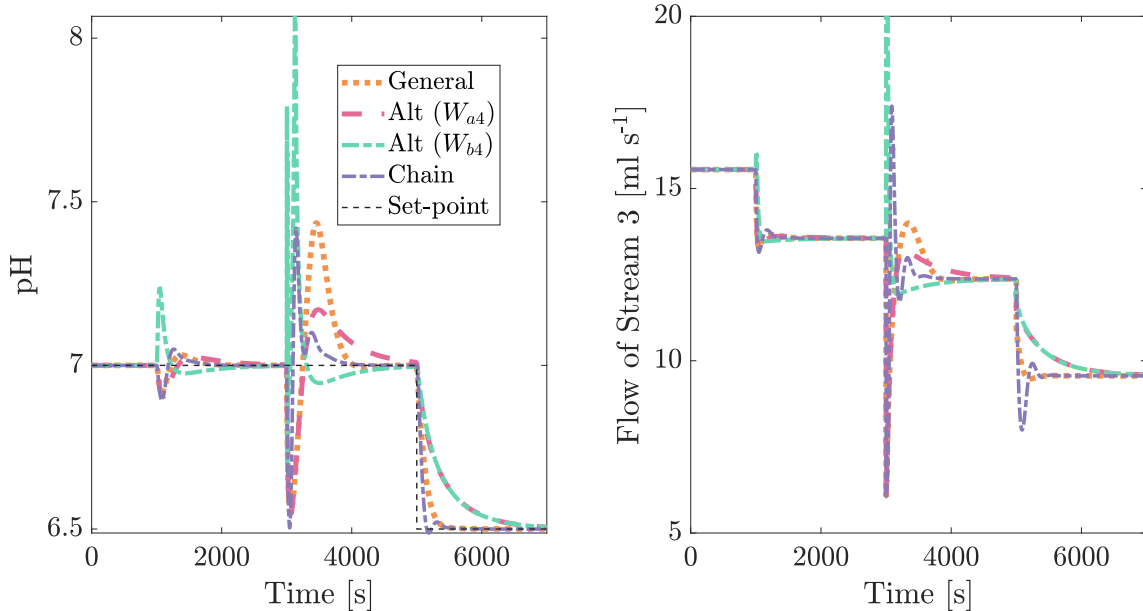 8
7.5
7
6.5
pH
0
2000
4000
6000
Time [s]
General
Alt (W_{a4})
Alt (W_{b4})
Chain
Set-point
20
15
10
5
Flow of Stream 3 [ml s⁻¹]
0
2000
4000
6000
Time [s]